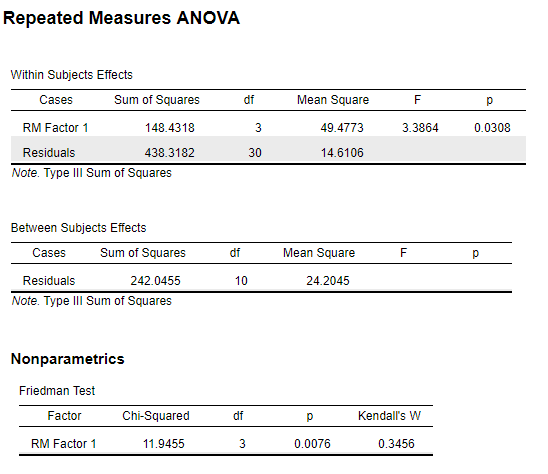 Repeated Measures ANOVA
Within Subjects Effects
Cases Sum of Squares df Mean Square F p
RM Factor 1 148.4318 3 49.4773 3.3864 0.0308
Residuals 438.3182 30 14.6106
Note. Type III Sum of Squares
Between Subjects Effects
Cases Sum of Squares df Mean Square F p
Residuals 242.0455 10 24.2045
Note. Type III Sum of Squares
Nonparametrics
Friedman Test
Factor Chi-Squared df p Kendall's W
RM Factor 1 11.9455 3 0.0076 0.3456